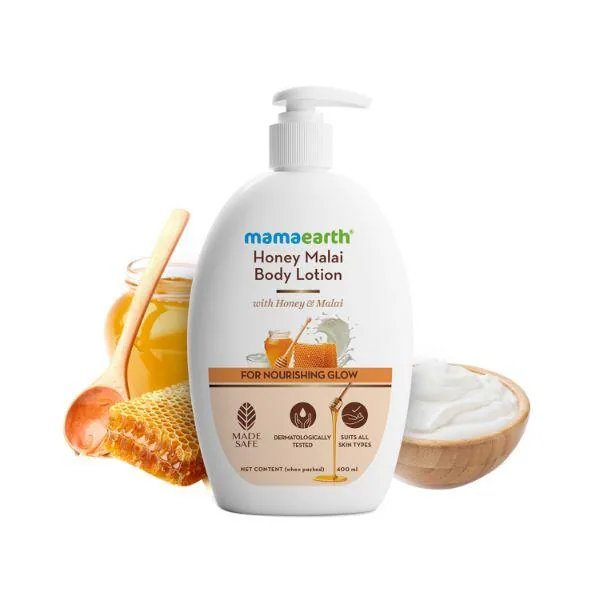 mamaearth®
Honey Malai
Body Lotion
with Honey & Malai
FOR NOURISHING GLOW
MADE
SAFE
DERMATOLOGICALLY
TESTED
SUITS ALL
SKIN TYPES
NET CONTENT (when packed) 400 ml